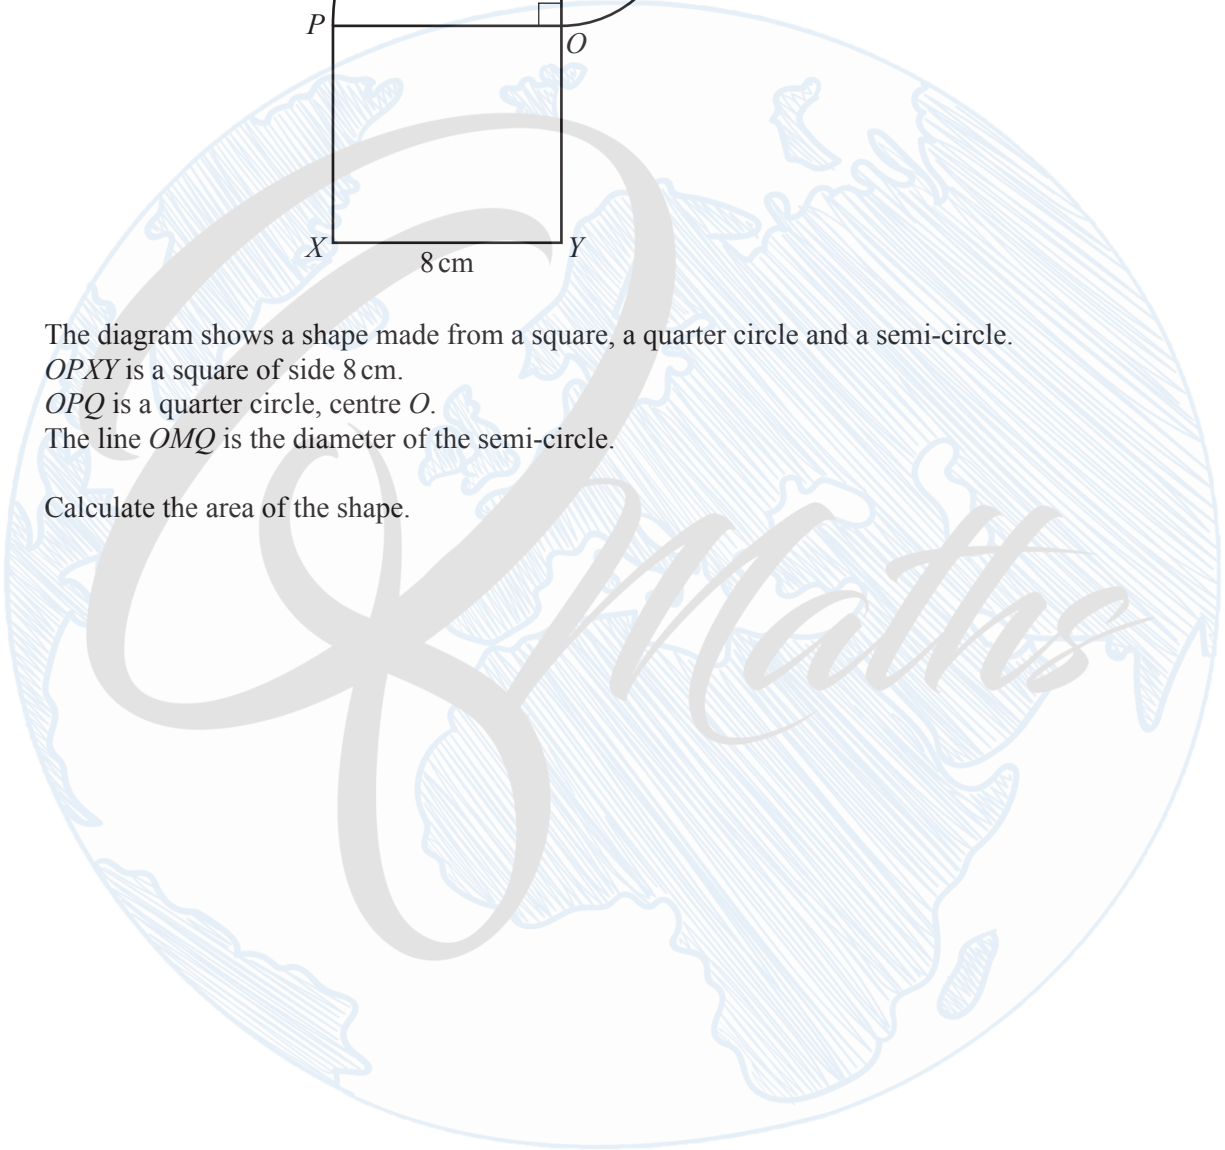 P
O
X
Y
8 cm
The diagram shows a shape made from a square, a quarter circle and a semi-circle.
OPXY is a square of side 8 cm.
OPQ is a quarter circle, centre O.
The line OMQ is the diameter of the semi-circle.
Calculate the area of the shape.
Maths